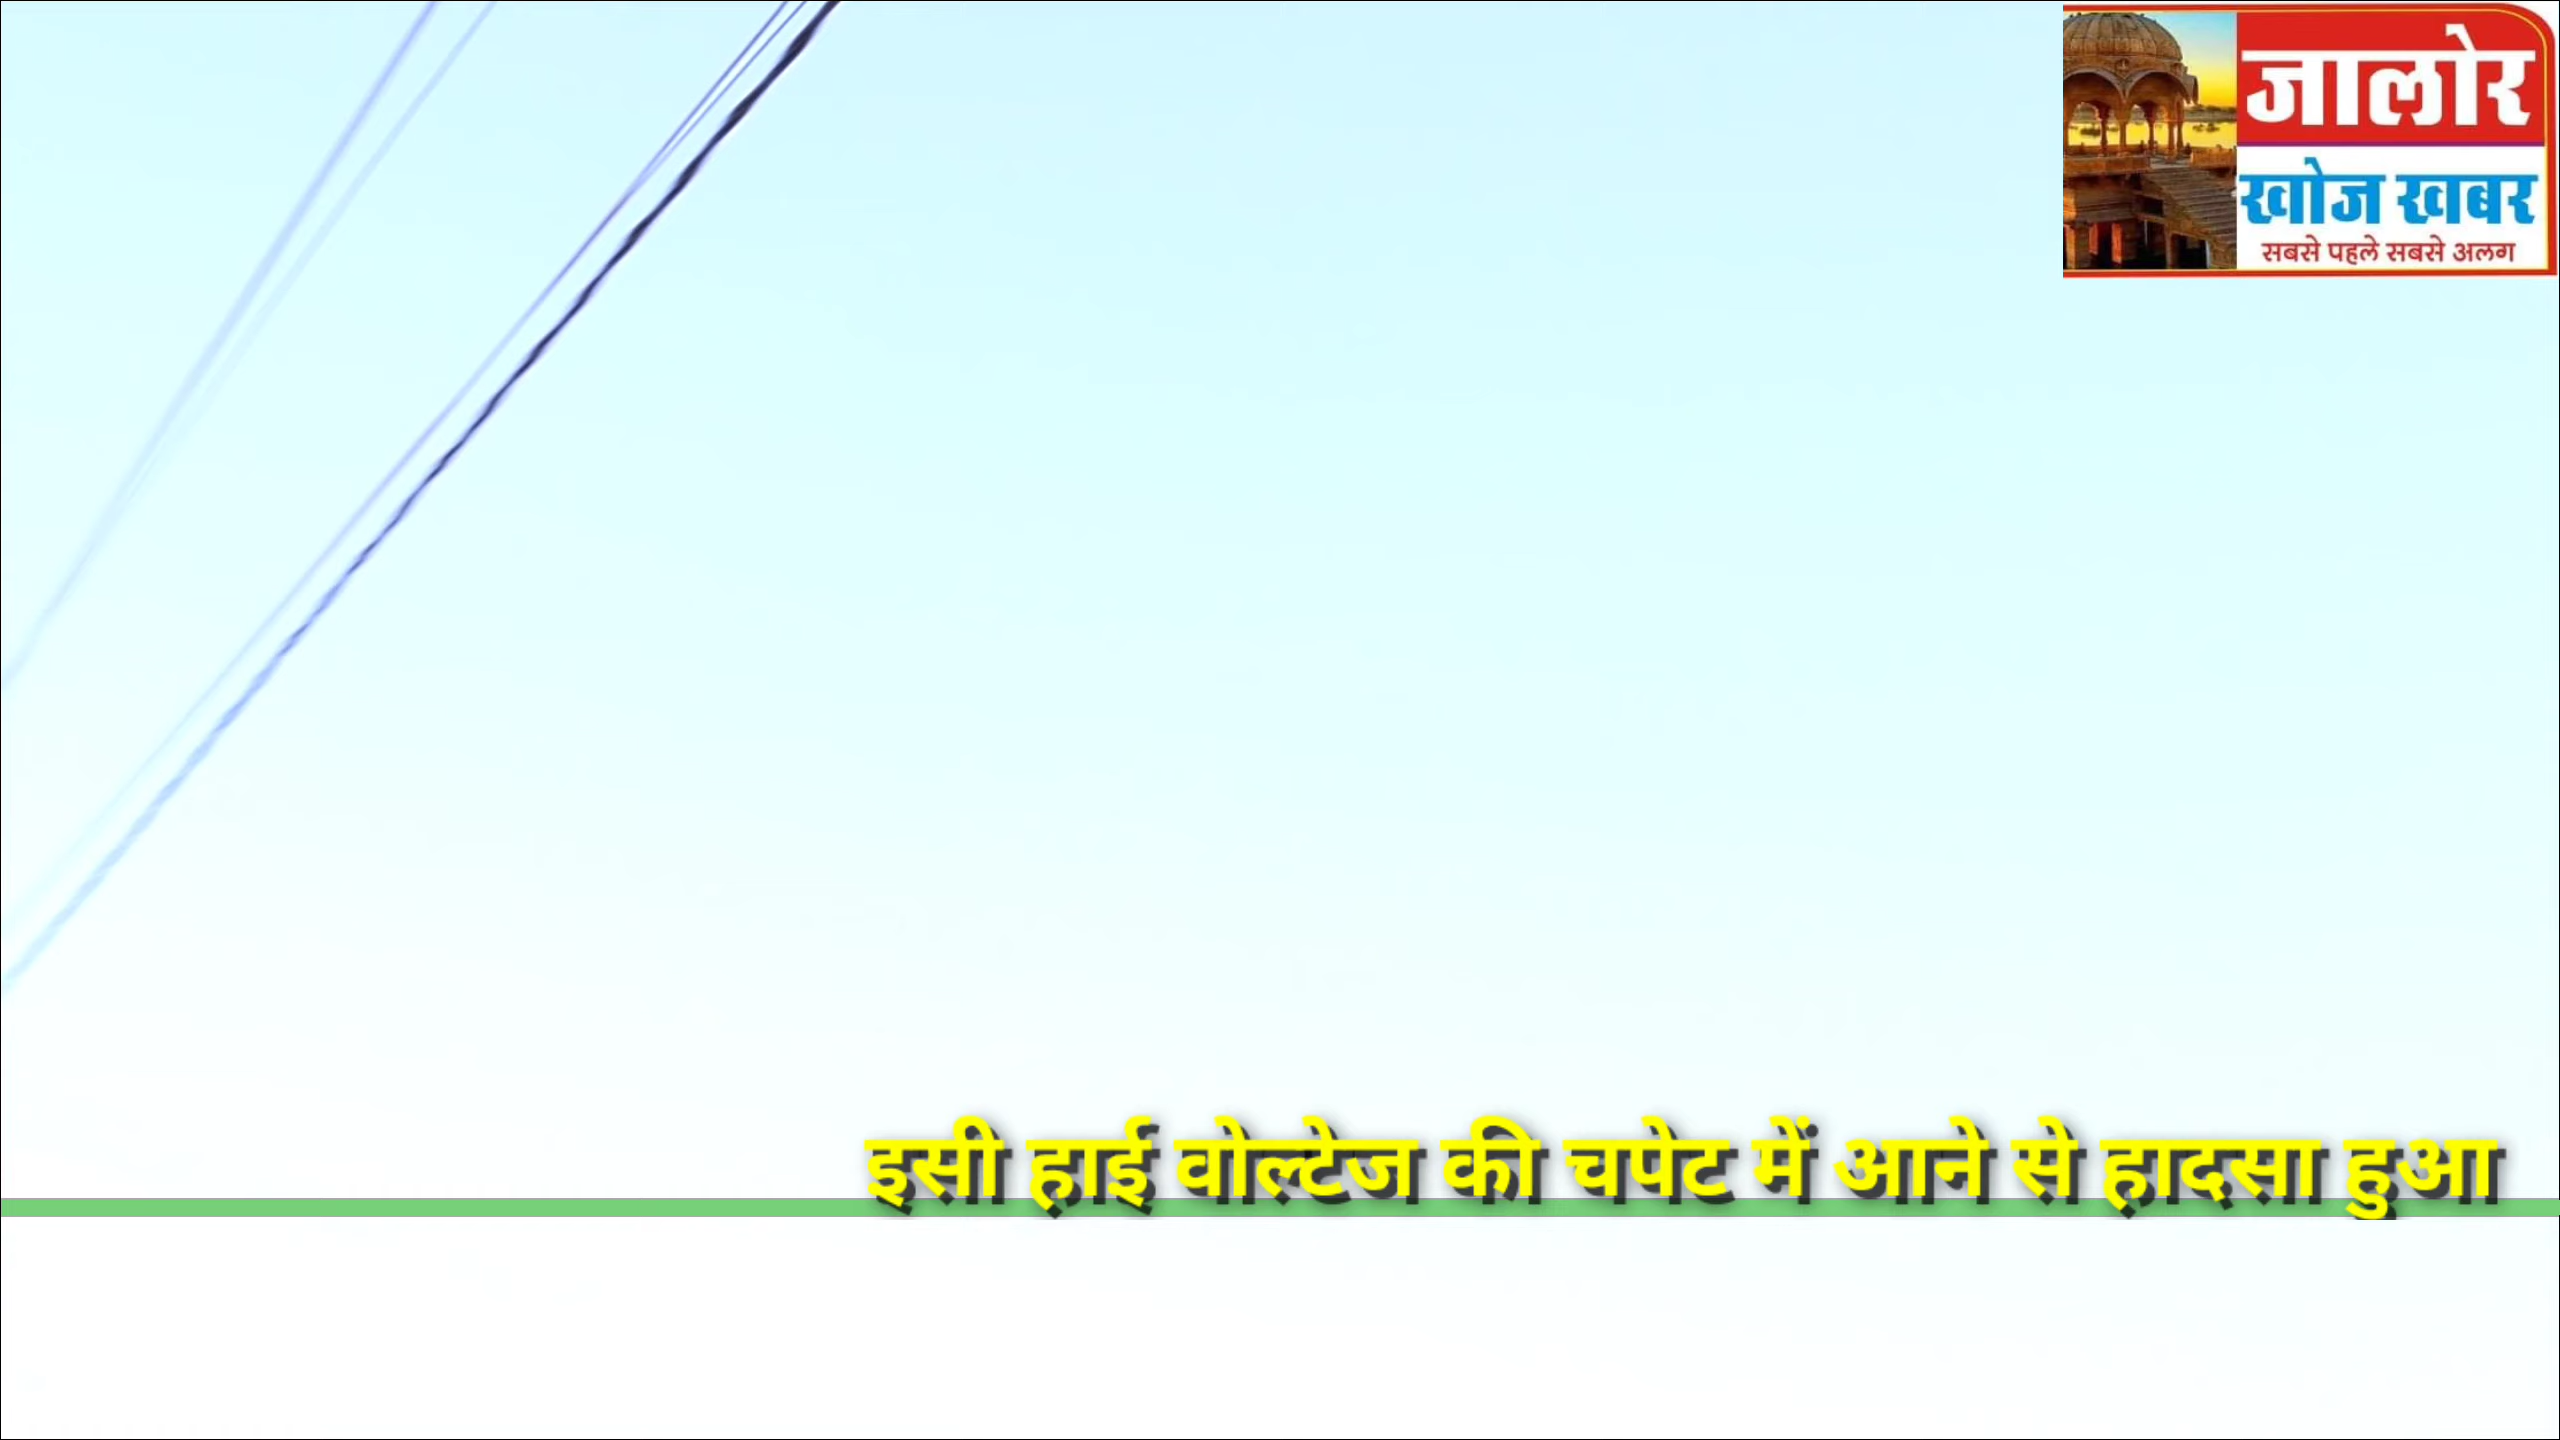 जालोर
खोज खबर
सबसे पहले सबसे अलग
इसी हाई वोल्टेज की चपेट में आने से हादसा हुआ